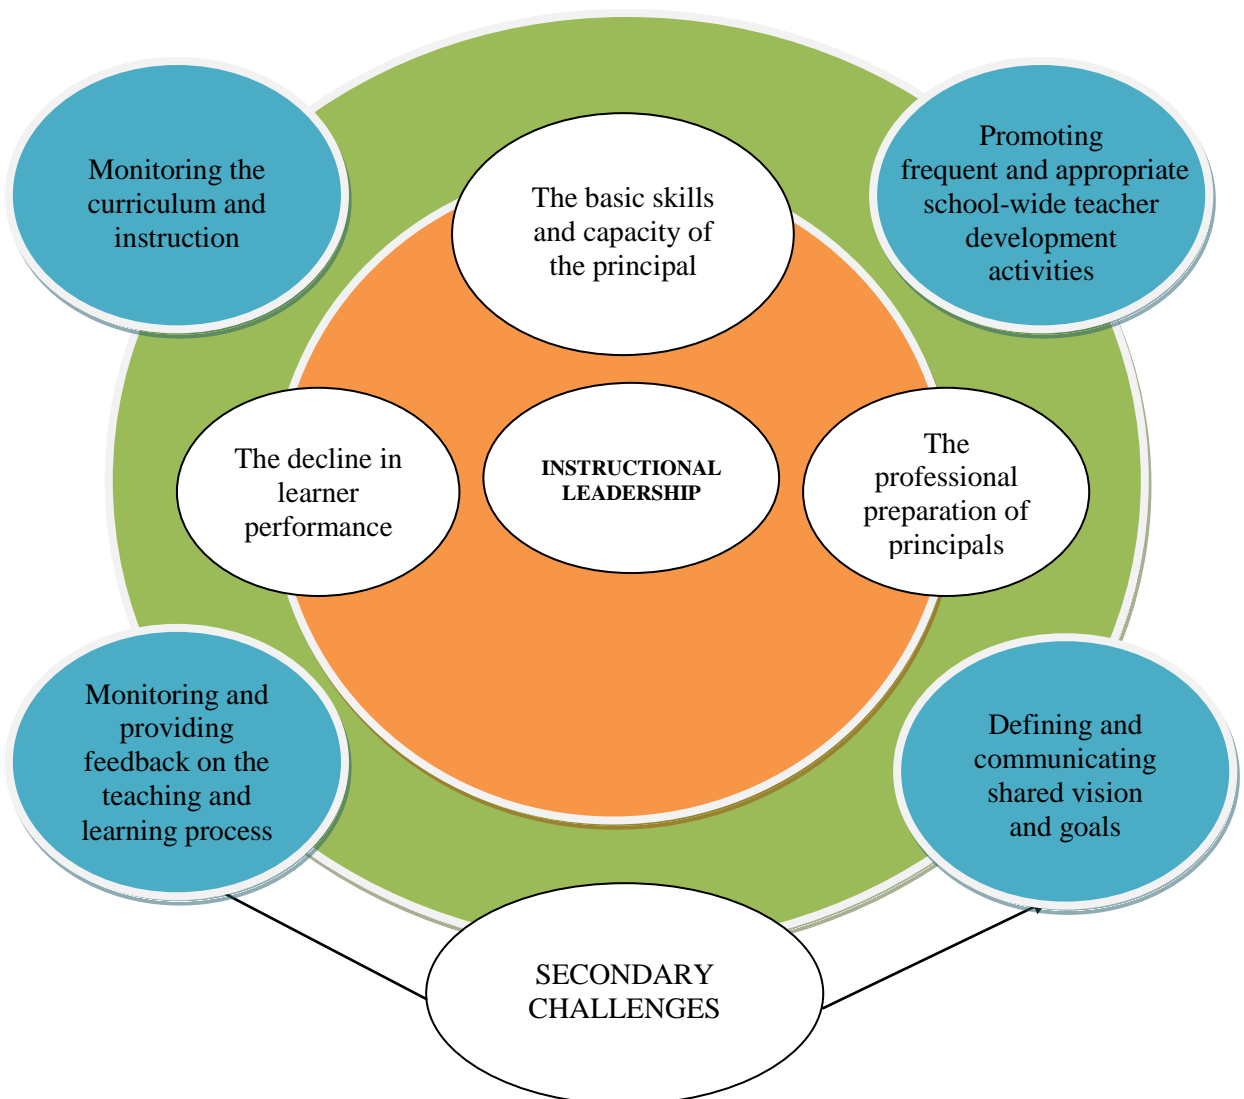 Monitoring the
curriculum and
instruction
The basic skills
and capacity of
the principal
Promoting
frequent and appropriate
school-wide teacher
development
activities
The decline in
learner
performance
INSTRUCTIONAL
LEADERSHIP
The
professional
preparation of
principals
Monitoring and
providing
feedback on the
teaching and
learning process
Defining and
communicating
shared vision
and goals
SECONDARY
CHALLENGES